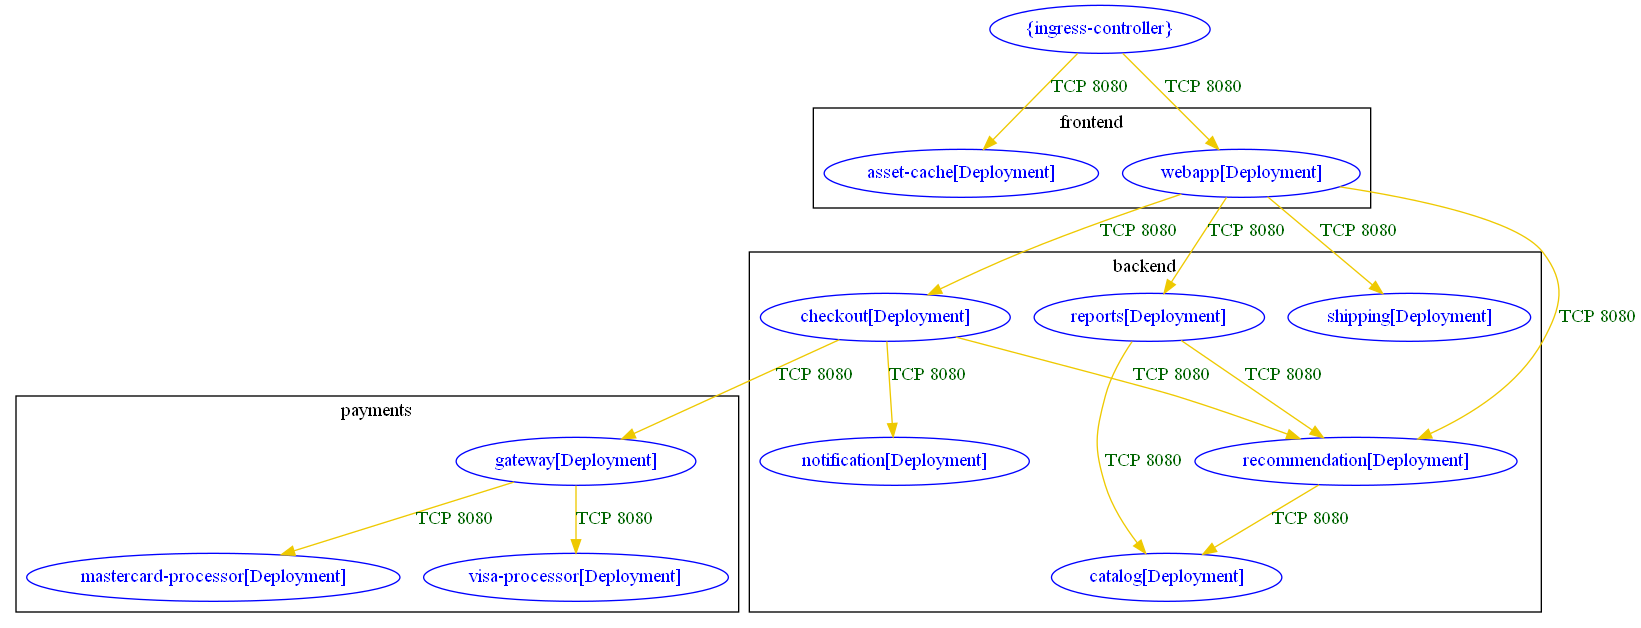 {ingress-controller}
TCP 8080
TCP 8080
frontend
asset-cache[Deployment]
webapp[Deployment]
TCP 8080
TCP 8080
TCP 8080
backend
checkout[Deployment]
reports[Deployment]
shipping[Deployment]
TCP 8080
TCP 8080
TCP 8080
TCP 8080
TCP 8080
payments
gateway[Deployment]
notification[Deployment]
TCP 8080
recommendation[Deployment]
TCP 8080
TCP 8080
TCP 8080
mastercard-processor[Deployment]
visa-processor[Deployment]
catalog[Deployment]